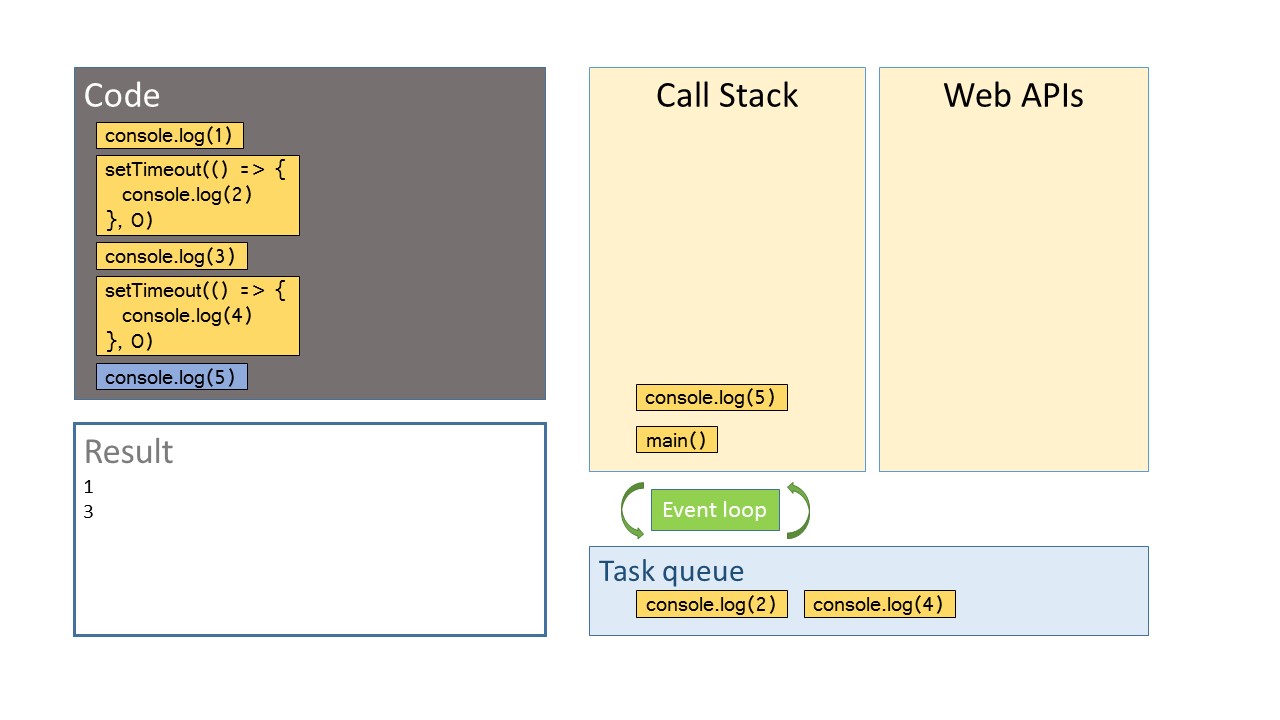 Code
console.log(1)
setTimeout(() => {
console.log(2)
}, 0)
console.log(3)
setTimeout(() => {
console.log(4)
}, 0)
console.log(5)
Result
1
3
Call Stack
console.log(5)
main()
Web APIs
Event loop
Task queue
console.log(2) console.log(4)